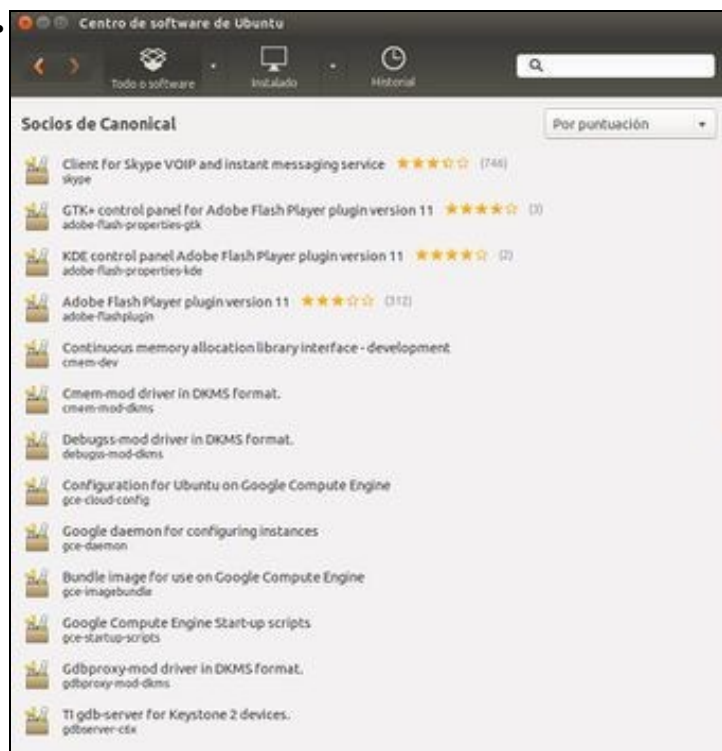 Centro de software de Ubuntu
Todo o software
Instalado
Historial
Socios de Canonical
Por puntuación
Client for Skype VOIP and instant messaging service (746)
skype
GTK+ control panel for Adobe Flash Player plugin version 11 (3)
adobe-flash-properties-gtk
KDE control panel Adobe Flash Player plugin version 11 (2)
adobe-flash-properties-kde
Adobe Flash Player plugin version 11 (312)
adobe-flashplugin
Continuous memory allocation library interface - development
cmem-dev
Cmem-mod driver in DKMS format.
cmem-mod-dkms
Debugss-mod driver in DKMS format.
debugss-mod-dkms
Configuration for Ubuntu on Google Compute Engine
gce-cloud-config
Google daemon for configuring instances
gce-daemon
Bundle image for use on Google Compute Engine
gce-imagebundle
Google Compute Engine Start-up scripts
gce-startup-scripts
Gdbproxy-mod driver in DKMS format.
gdbproxy-mod-dkms
TI gdb-server for Keystone 2 devices.
gdbserver-c6x